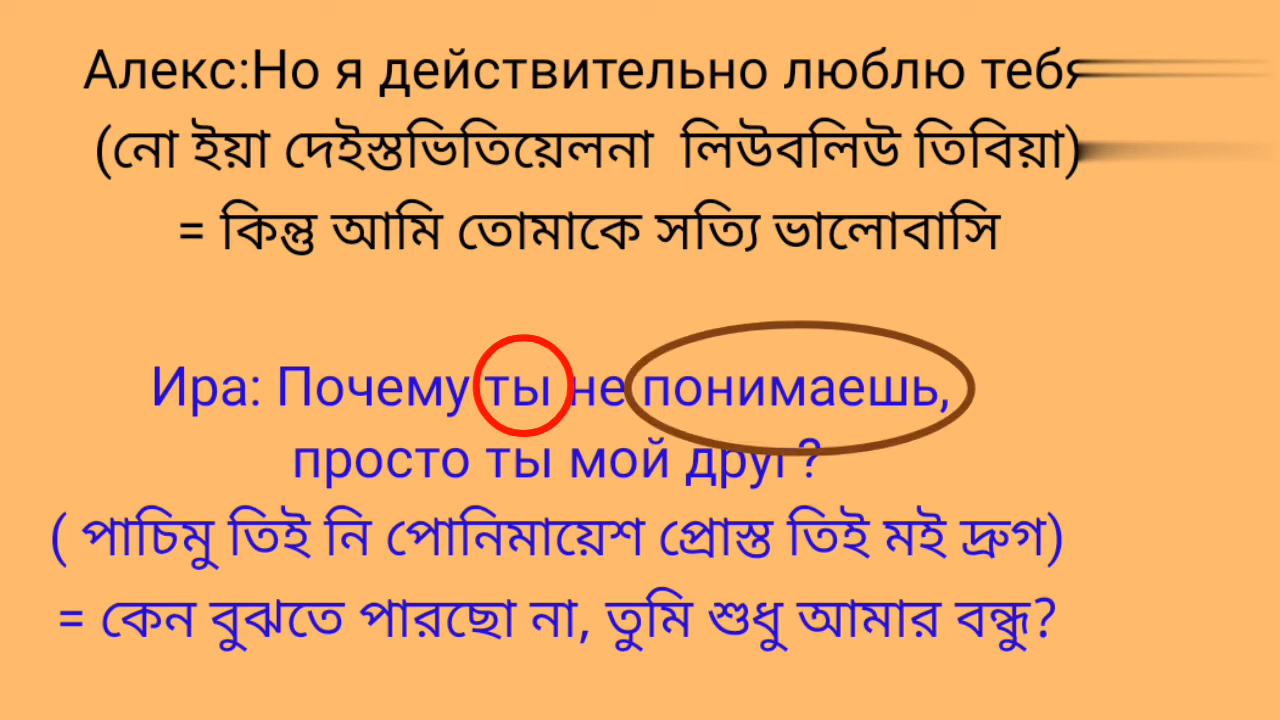 Алекс:Но я действительно люблю тебя
(নো ইয়া দেইস্তভিতিয়েলনা লিউবলিউ তিবিয়া)
= কিন্তু আমি তোমাকে সত্যি ভালোবাসি
Ира: Почему ты не понимаешь,
просто ты мой друг?
( পাচিমু তিই নি পোনিমায়েশ প্রোস্ত তিই মই দ্রুগ)
= কেন বুঝতে পারছো না, তুমি শুধু আমার বন্ধু?